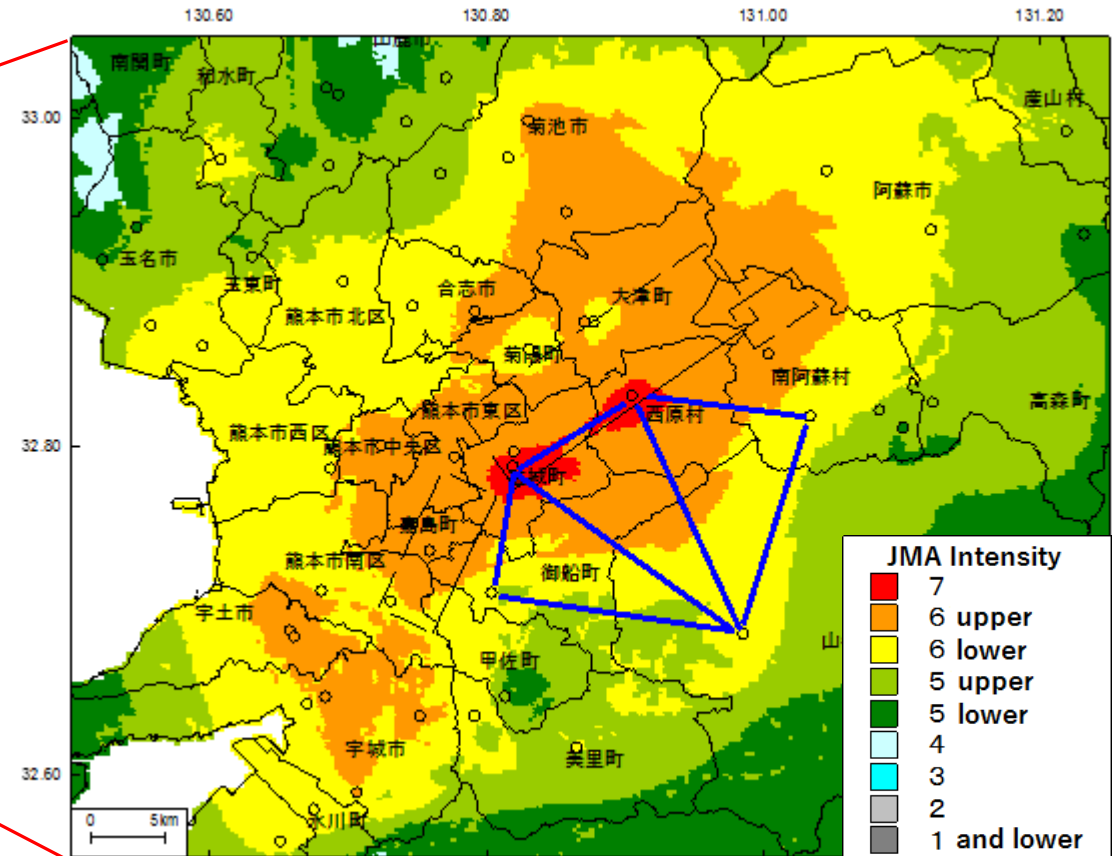 130.60
130.80
131.00
131.20
33.00
32.80
32.60
南関町
和水町
産山村
菊池市
阿蘇市
玉名市
玉東町
合志市
大津町
熊本市北区
菊陽町
南阿蘇村
高森町
熊本市東区
西原村
熊本市西区
熊本市中央区
嘉島町
熊本市南区
御船町
宇土市
甲佐町
山
宇城市
美里町
氷川町
0 5km
JMA Intensity
7
6 upper
6 lower
5 upper
5 lower
4
3
2
1 and lower